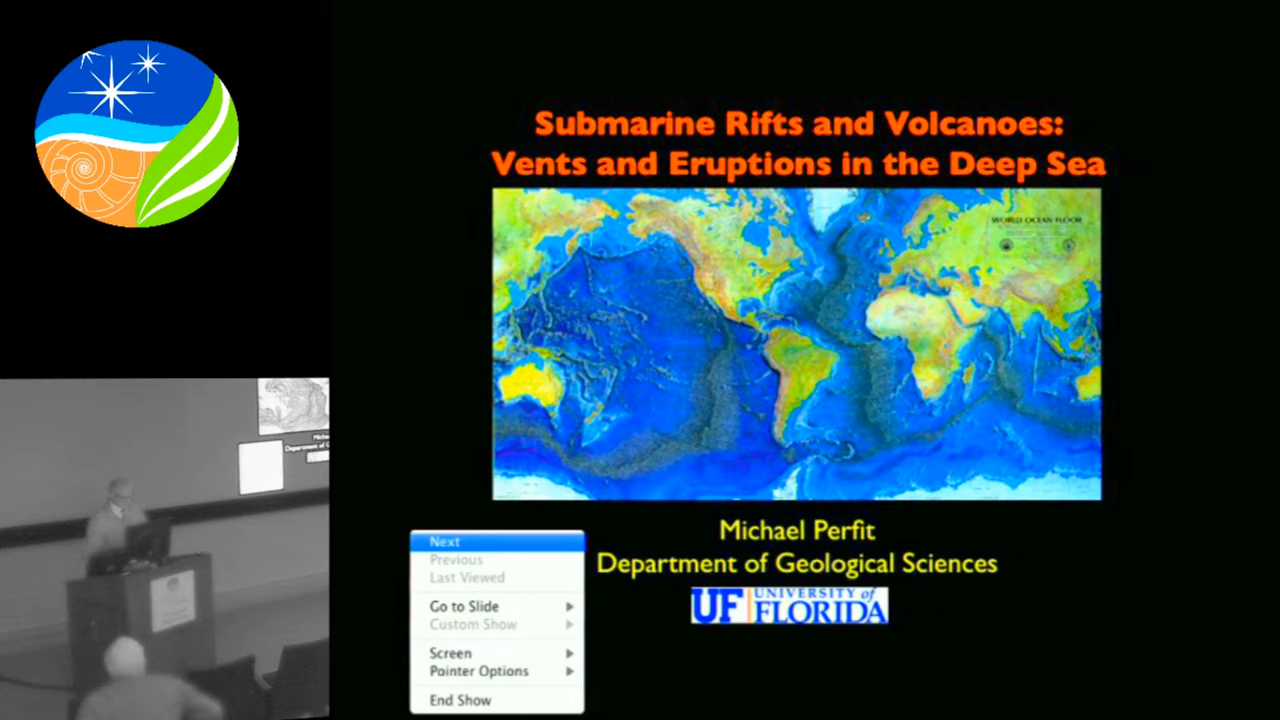 Submarine Rifts and Volcanoes:
Vents and Eruptions in the Deep Sea
WORLD OCEAN FLOOR
Michael Perfit
Department of Geological Sciences
UF UNIVERSITY of
FLORIDA
Next
Previous
Last Viewed
Go to Slide
Custom Show
Screen
Pointer Options
End Show